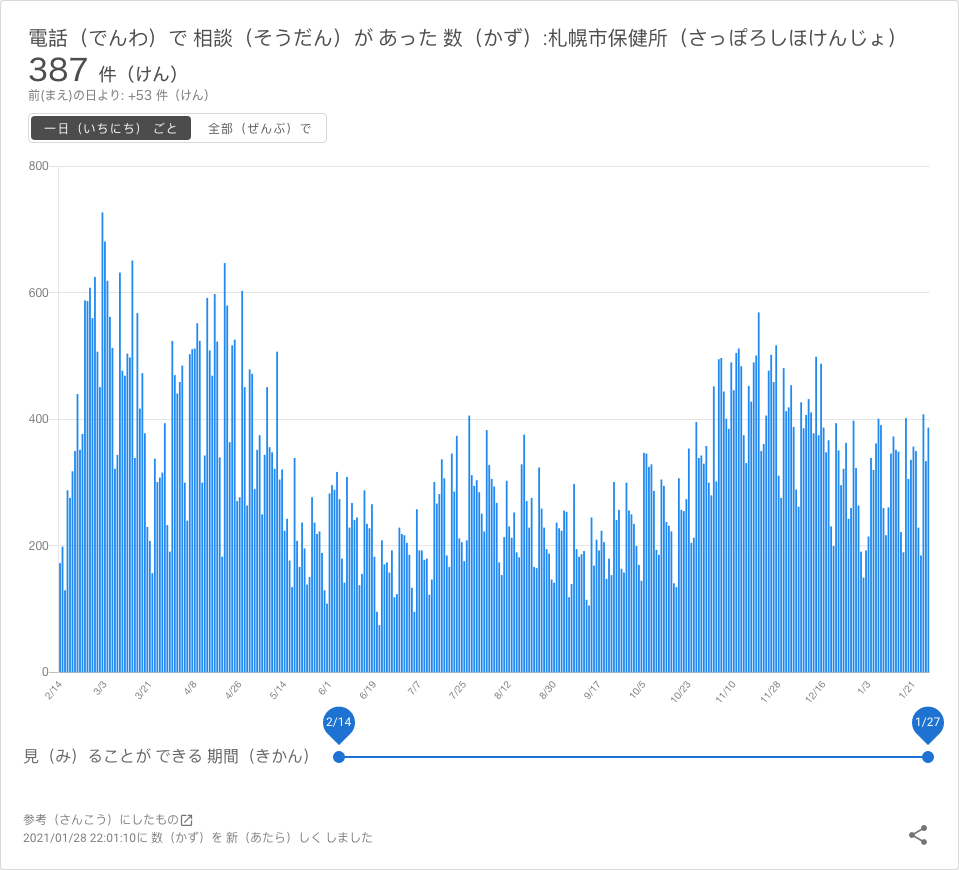 電話（でんわ）で 相談（そうだん）が あった 数（かず）:札幌市保健所（さっぽろしほけんじょ）
387 件（けん）
前(まえ)の日より: +53 件（けん）
一日（いちにち） ごと 全部（ぜんぶ）で
800
600
400
200
0
2/14 3/3 3/21 4/8 4/26 5/14 6/1 6/19 7/7 7/25 8/12 8/30 9/17 10/5 10/23 11/10 11/28 12/16 1/3 1/21
2/14 1/27
見（み）ることが できる 期間（きかん）
参考（さんこう）にしたもの
2021/01/28 22:01:10に 数（かず）を 新（あたら）しく しました